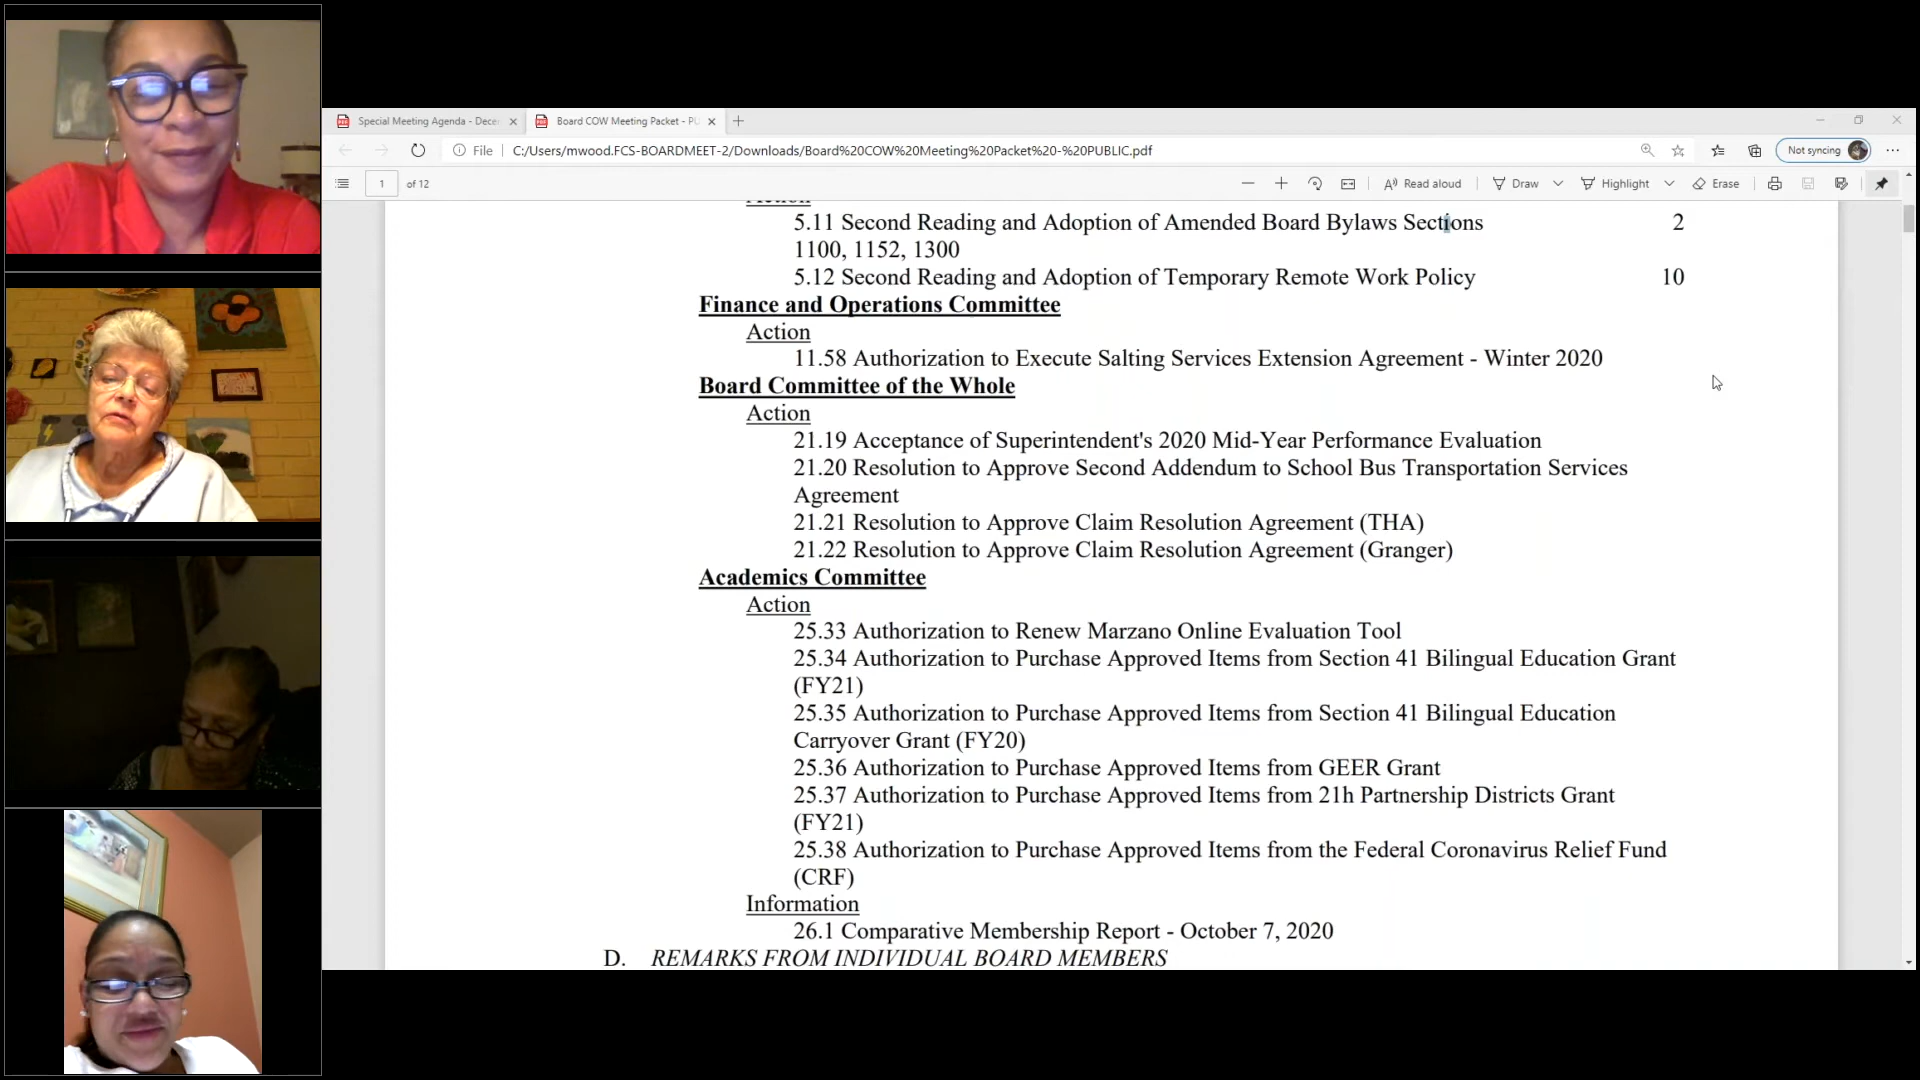 Special Meeting Agenda - Dece
Board COW Meeting Packet - PU
File
C:/Users/mwood.FCS-BOARDMEET-2/Downloads/Board%20COW%20Meeting%20Packet%20-%20PUBLIC.pdf
Not syncing
1 of 12
Read aloud
Draw
Highlight
Erase
Action
5.11 Second Reading and Adoption of Amended Board Bylaws Sections 2
1100, 1152, 1300
5.12 Second Reading and Adoption of Temporary Remote Work Policy 10
Finance and Operations Committee
Action
11.58 Authorization to Execute Salting Services Extension Agreement - Winter 2020
Board Committee of the Whole
Action
21.19 Acceptance of Superintendent's 2020 Mid-Year Performance Evaluation
21.20 Resolution to Approve Second Addendum to School Bus Transportation Services
Agreement
21.21 Resolution to Approve Claim Resolution Agreement (THA)
21.22 Resolution to Approve Claim Resolution Agreement (Granger)
Academics Committee
Action
25.33 Authorization to Renew Marzano Online Evaluation Tool
25.34 Authorization to Purchase Approved Items from Section 41 Bilingual Education Grant
(FY21)
25.35 Authorization to Purchase Approved Items from Section 41 Bilingual Education
Carryover Grant (FY20)
25.36 Authorization to Purchase Approved Items from GEER Grant
25.37 Authorization to Purchase Approved Items from 21h Partnership Districts Grant
(FY21)
25.38 Authorization to Purchase Approved Items from the Federal Coronavirus Relief Fund
(CRF)
Information
26.1 Comparative Membership Report - October 7, 2020
D. REMARKS FROM INDIVIDUAL BOARD MEMBERS